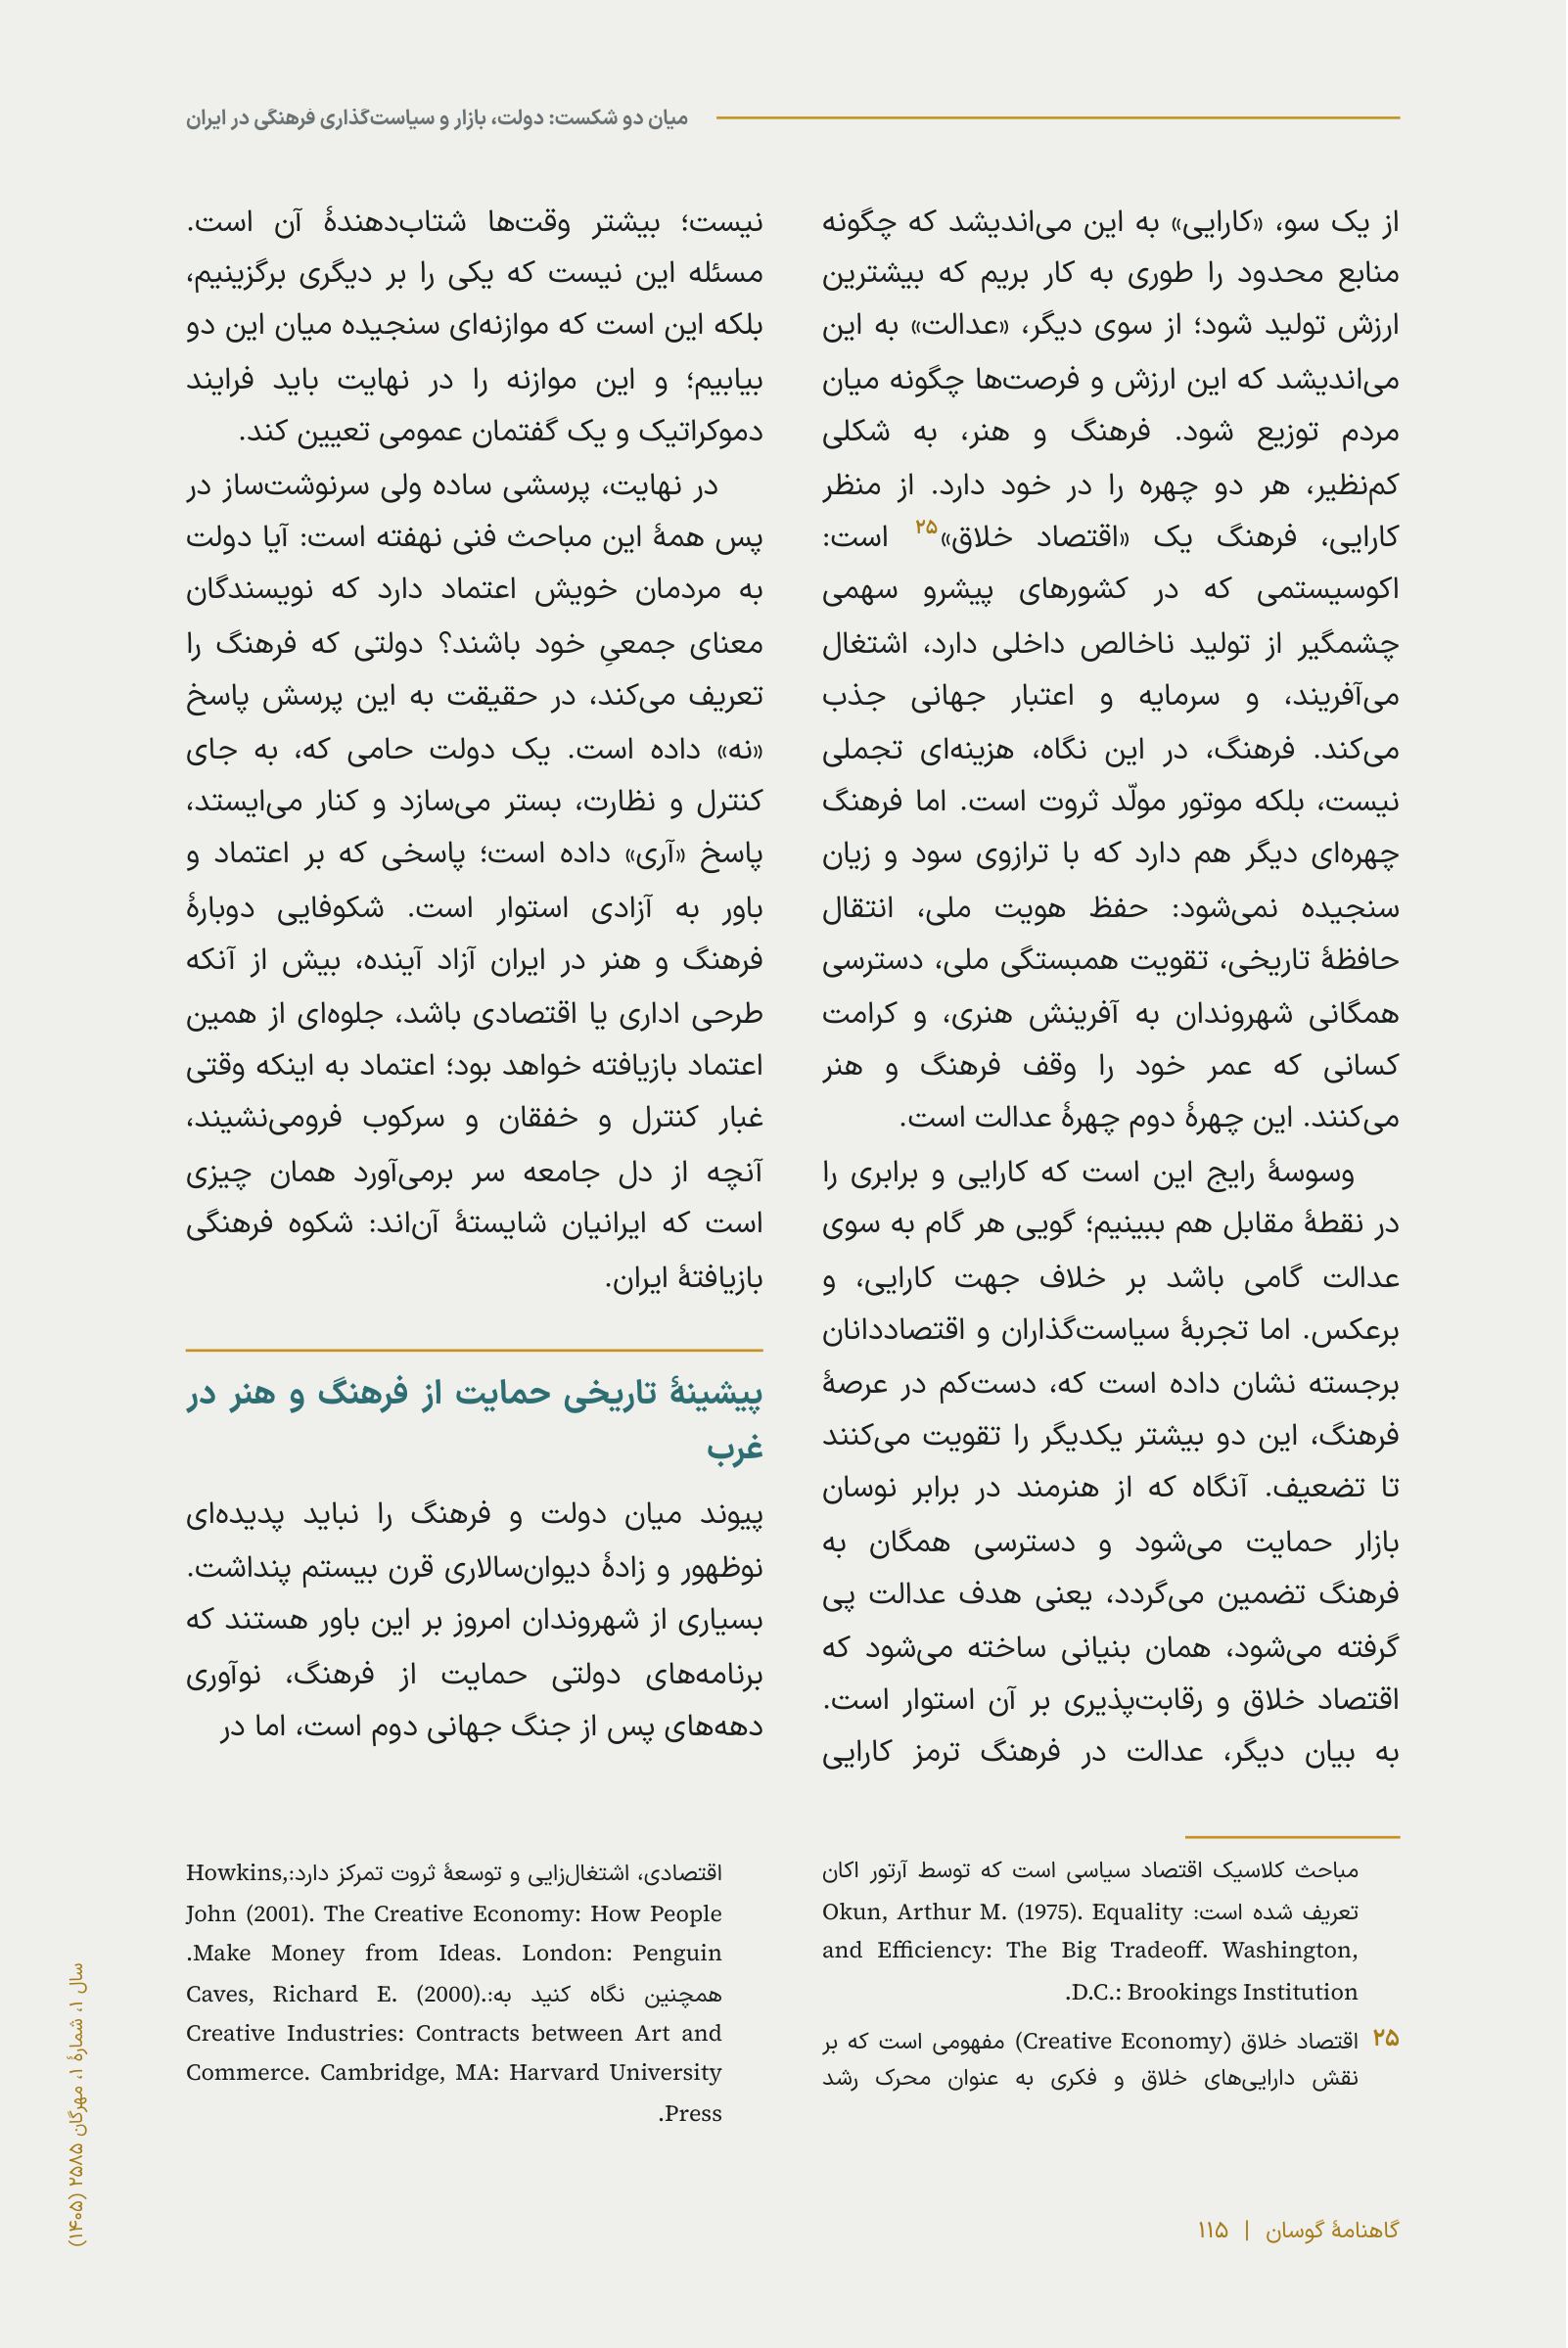 میان دو شکست: دولت، بازار و سیاست‌گذاری فرهنگی در ایران
از یک سو، «کارایی» به این می‌اندیشد که چگونه
منابع محدود را طوری به کار بریم که بیشترین
ارزش تولید شود؛ از سوی دیگر، «عدالت» به این
می‌اندیشد که این ارزش و فرصت‌ها چگونه میان
مردم توزیع شود. فرهنگ و هنر، به شکلی
کم‌نظیر، هر دو چهره را در خود دارد. از منظر
کارایی، فرهنگ یک «اقتصاد خلاق»۲۵ است:
اکوسیستمی که در کشورهای پیشرو سهمی
چشمگیر از تولید ناخالص داخلی دارد، اشتغال
می‌آفریند، و سرمایه و اعتبار جهانی جذب
می‌کند. فرهنگ، در این نگاه، هزینه‌ای تجملی
نیست، بلکه موتور مولّد ثروت است. اما فرهنگ
چهره‌ای دیگر هم دارد که با ترازوی سود و زیان
سنجیده نمی‌شود: حفظ هویت ملی، انتقال
حافظهٔ تاریخی، تقویت همبستگی ملی، دسترسی
همگانی شهروندان به آفرینش هنری، و کرامت
کسانی که عمر خود را وقف فرهنگ و هنر
می‌کنند. این چهرهٔ دوم چهرهٔ عدالت است.
وسوسهٔ رایج این است که کارایی و برابری را
در نقطهٔ مقابل هم ببینیم؛ گویی هر گام به سوی
عدالت گامی باشد بر خلاف جهت کارایی، و
برعکس. اما تجربهٔ سیاست‌گذاران و اقتصاددانان
برجسته نشان داده است که، دست‌کم در عرصهٔ
فرهنگ، این دو بیشتر یکدیگر را تقویت می‌کنند
تا تضعیف. آنگاه که از هنرمند در برابر نوسان
بازار حمایت می‌شود و دسترسی همگان به
فرهنگ تضمین می‌گردد، یعنی هدف عدالت پی
گرفته می‌شود، همان بنیانی ساخته می‌شود که
اقتصاد خلاق و رقابت‌پذیری بر آن استوار است.
به بیان دیگر، عدالت در فرهنگ ترمز کارایی
نیست؛ بیشتر وقت‌ها شتاب‌دهندهٔ آن است.
مسئله این نیست که یکی را بر دیگری برگزینیم،
بلکه این است که موازنه‌ای سنجیده میان این دو
بیابیم؛ و این موازنه را در نهایت باید فرایند
دموکراتیک و یک گفتمان عمومی تعیین کند.
در نهایت، پرسشی ساده ولی سرنوشت‌ساز در
پس همهٔ این مباحث فنی نهفته است: آیا دولت
به مردمان خویش اعتماد دارد که نویسندگان
معنای جمعیِ خود باشند؟ دولتی که فرهنگ را
تعریف می‌کند، در حقیقت به این پرسش پاسخ
«نه» داده است. یک دولت حامی که، به جای
کنترل و نظارت، بستر می‌سازد و کنار می‌ایستد،
پاسخ «آری» داده است؛ پاسخی که بر اعتماد و
باور به آزادی استوار است. شکوفایی دوبارهٔ
فرهنگ و هنر در ایران آزاد آینده، بیش از آنکه
طرحی اداری یا اقتصادی باشد، جلوه‌ای از همین
اعتماد بازیافته خواهد بود؛ اعتماد به اینکه وقتی
غبار کنترل و خفقان و سرکوب فرومی‌نشیند،
آنچه از دل جامعه سر برمی‌آورد همان چیزی
است که ایرانیان شایستهٔ آن‌اند: شکوه فرهنگی
بازیافتهٔ ایران.
پیشینهٔ تاریخی حمایت از فرهنگ و هنر در
غرب
پیوند میان دولت و فرهنگ را نباید پدیده‌ای
نوظهور و زادهٔ دیوان‌سالاری قرن بیستم پنداشت.
بسیاری از شهروندان امروز بر این باور هستند که
برنامه‌های دولتی حمایت از فرهنگ، نوآوری
دهه‌های پس از جنگ جهانی دوم است، اما در
مباحث کلاسیک اقتصاد سیاسی است که توسط آرتور اکان
تعریف شده است: Okun, Arthur M. (1975). Equality
and Efficiency: The Big Tradeoff. Washington,
D.C.: Brookings Institution.
۲۵ اقتصاد خلاق (Creative Economy) مفهومی است که بر
نقش دارایی‌های خلاق و فکری به عنوان محرک رشد
اقتصادی، اشتغال‌زایی و توسعهٔ ثروت تمرکز دارد:Howkins,
John (2001). The Creative Economy: How People
Make Money from Ideas. London: Penguin.
همچنین نگاه کنید به:.Caves, Richard E. (2000)
Creative Industries: Contracts between Art and
Commerce. Cambridge, MA: Harvard University
Press.
سال ۱، شمارهٔ ۱، مهرگان ۲۵۸۵ (۱۴۰۵)
گاهنامهٔ گوسان | ۱۱۵